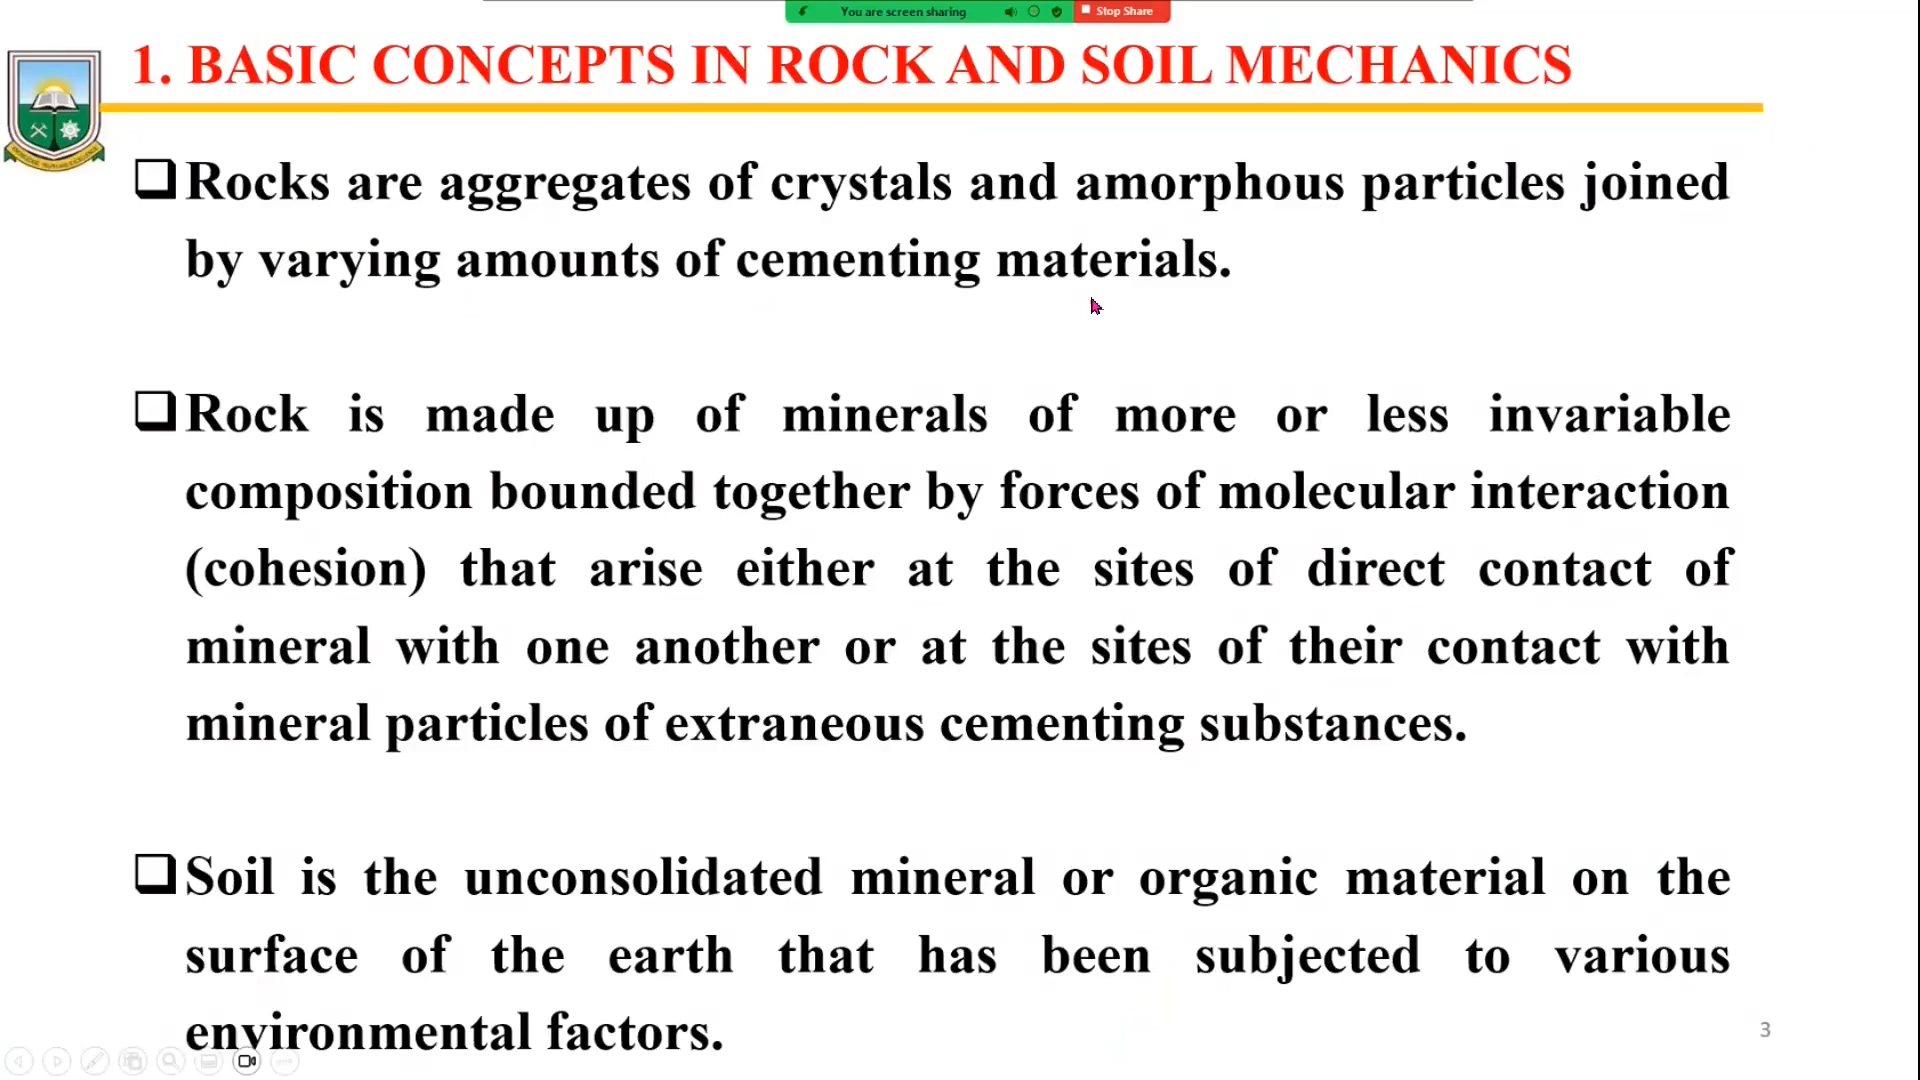 You are screen sharing
Stop Share
1. BASIC CONCEPTS IN ROCK AND SOIL MECHANICS
Rocks are aggregates of crystals and amorphous particles joined
by varying amounts of cementing materials.
Rock is made up of minerals of more or less invariable
composition bounded together by forces of molecular interaction
(cohesion) that arise either at the sites of direct contact of
mineral with one another or at the sites of their contact with
mineral particles of extraneous cementing substances.
Soil is the unconsolidated mineral or organic material on the
surface of the earth that has been subjected to various
environmental factors.
3